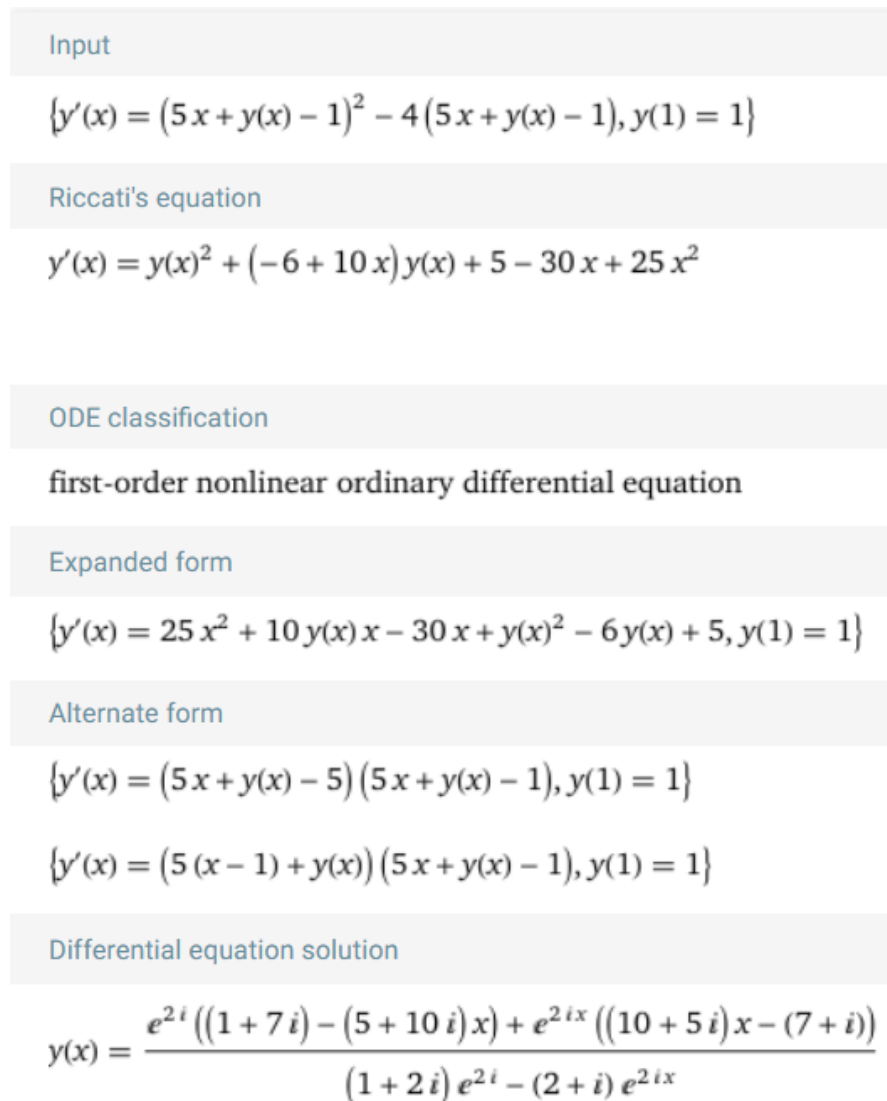 Input
{y′(x) = (5 x + y(x) − 1)² − 4 (5 x + y(x) − 1), y(1) = 1}
Riccati's equation
y′(x) = y(x)² + (−6 + 10 x) y(x) + 5 − 30 x + 25 x²
ODE classification
first-order nonlinear ordinary differential equation
Expanded form
{y′(x) = 25 x² + 10 y(x) x − 30 x + y(x)² − 6 y(x) + 5, y(1) = 1}
Alternate form
{y′(x) = (5 x + y(x) − 5) (5 x + y(x) − 1), y(1) = 1}
{y′(x) = (5 (x − 1) + y(x)) (5 x + y(x) − 1), y(1) = 1}
Differential equation solution
y(x) = (e^(2 i) ((1 + 7 i) − (5 + 10 i) x) + e^(2 i x) ((10 + 5 i) x − (7 + i))) / ((1 + 2 i) e^(2 i) − (2 + i) e^(2 i x))